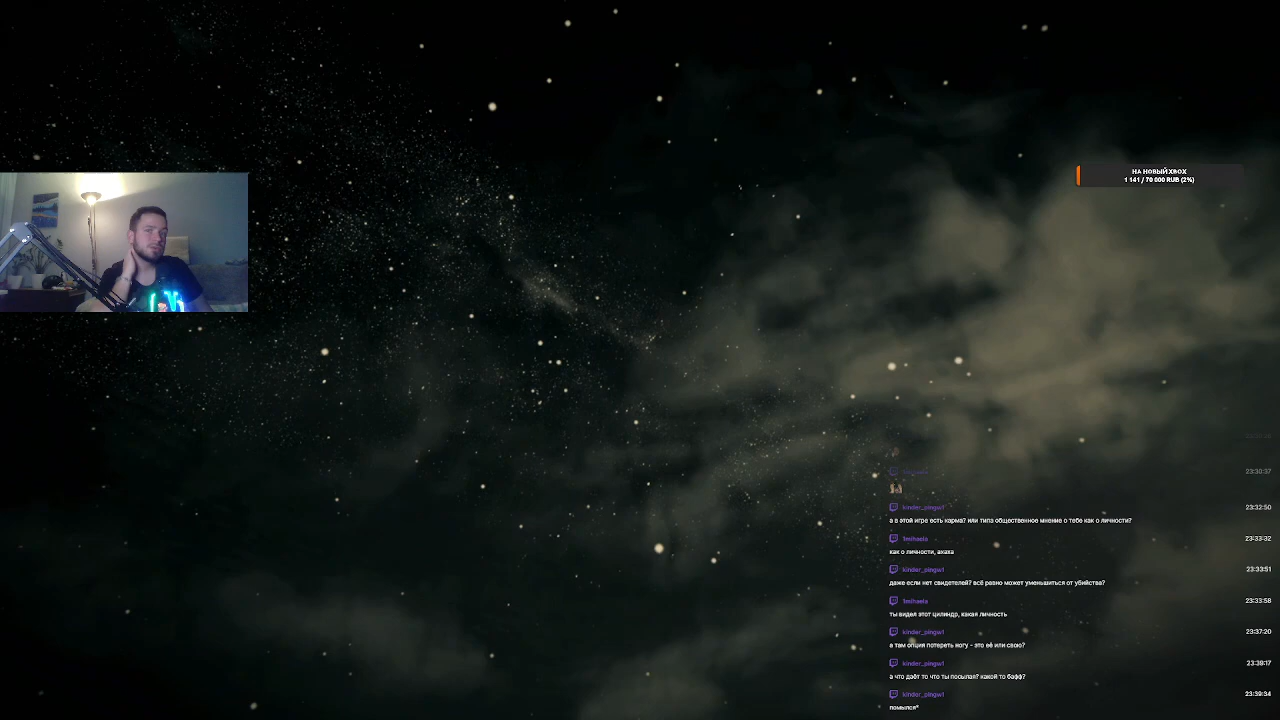 НА НОВЫЙ XBOX
1 141 / 70 000 RUB (2%)
23:30:37
kinder_pingwi
23:32:50
а в этой игре есть карма? или типа общественное мнение о тебе как о личности?
1mihaela
23:33:32
как о личности, ахаха
kinder_pingwi
23:33:51
даже если нет свидетелей? всё равно может уменьшиться от убийства?
1mihaela
23:33:58
ты видел этот цилиндр, какая личность
kinder_pingwi
23:37:20
а там опция потереть ногу - это её или свою?
kinder_pingwi
23:39:17
а что даёт то что ты посылал? какой то бафф?
kinder_pingwi
23:39:34
помылся*